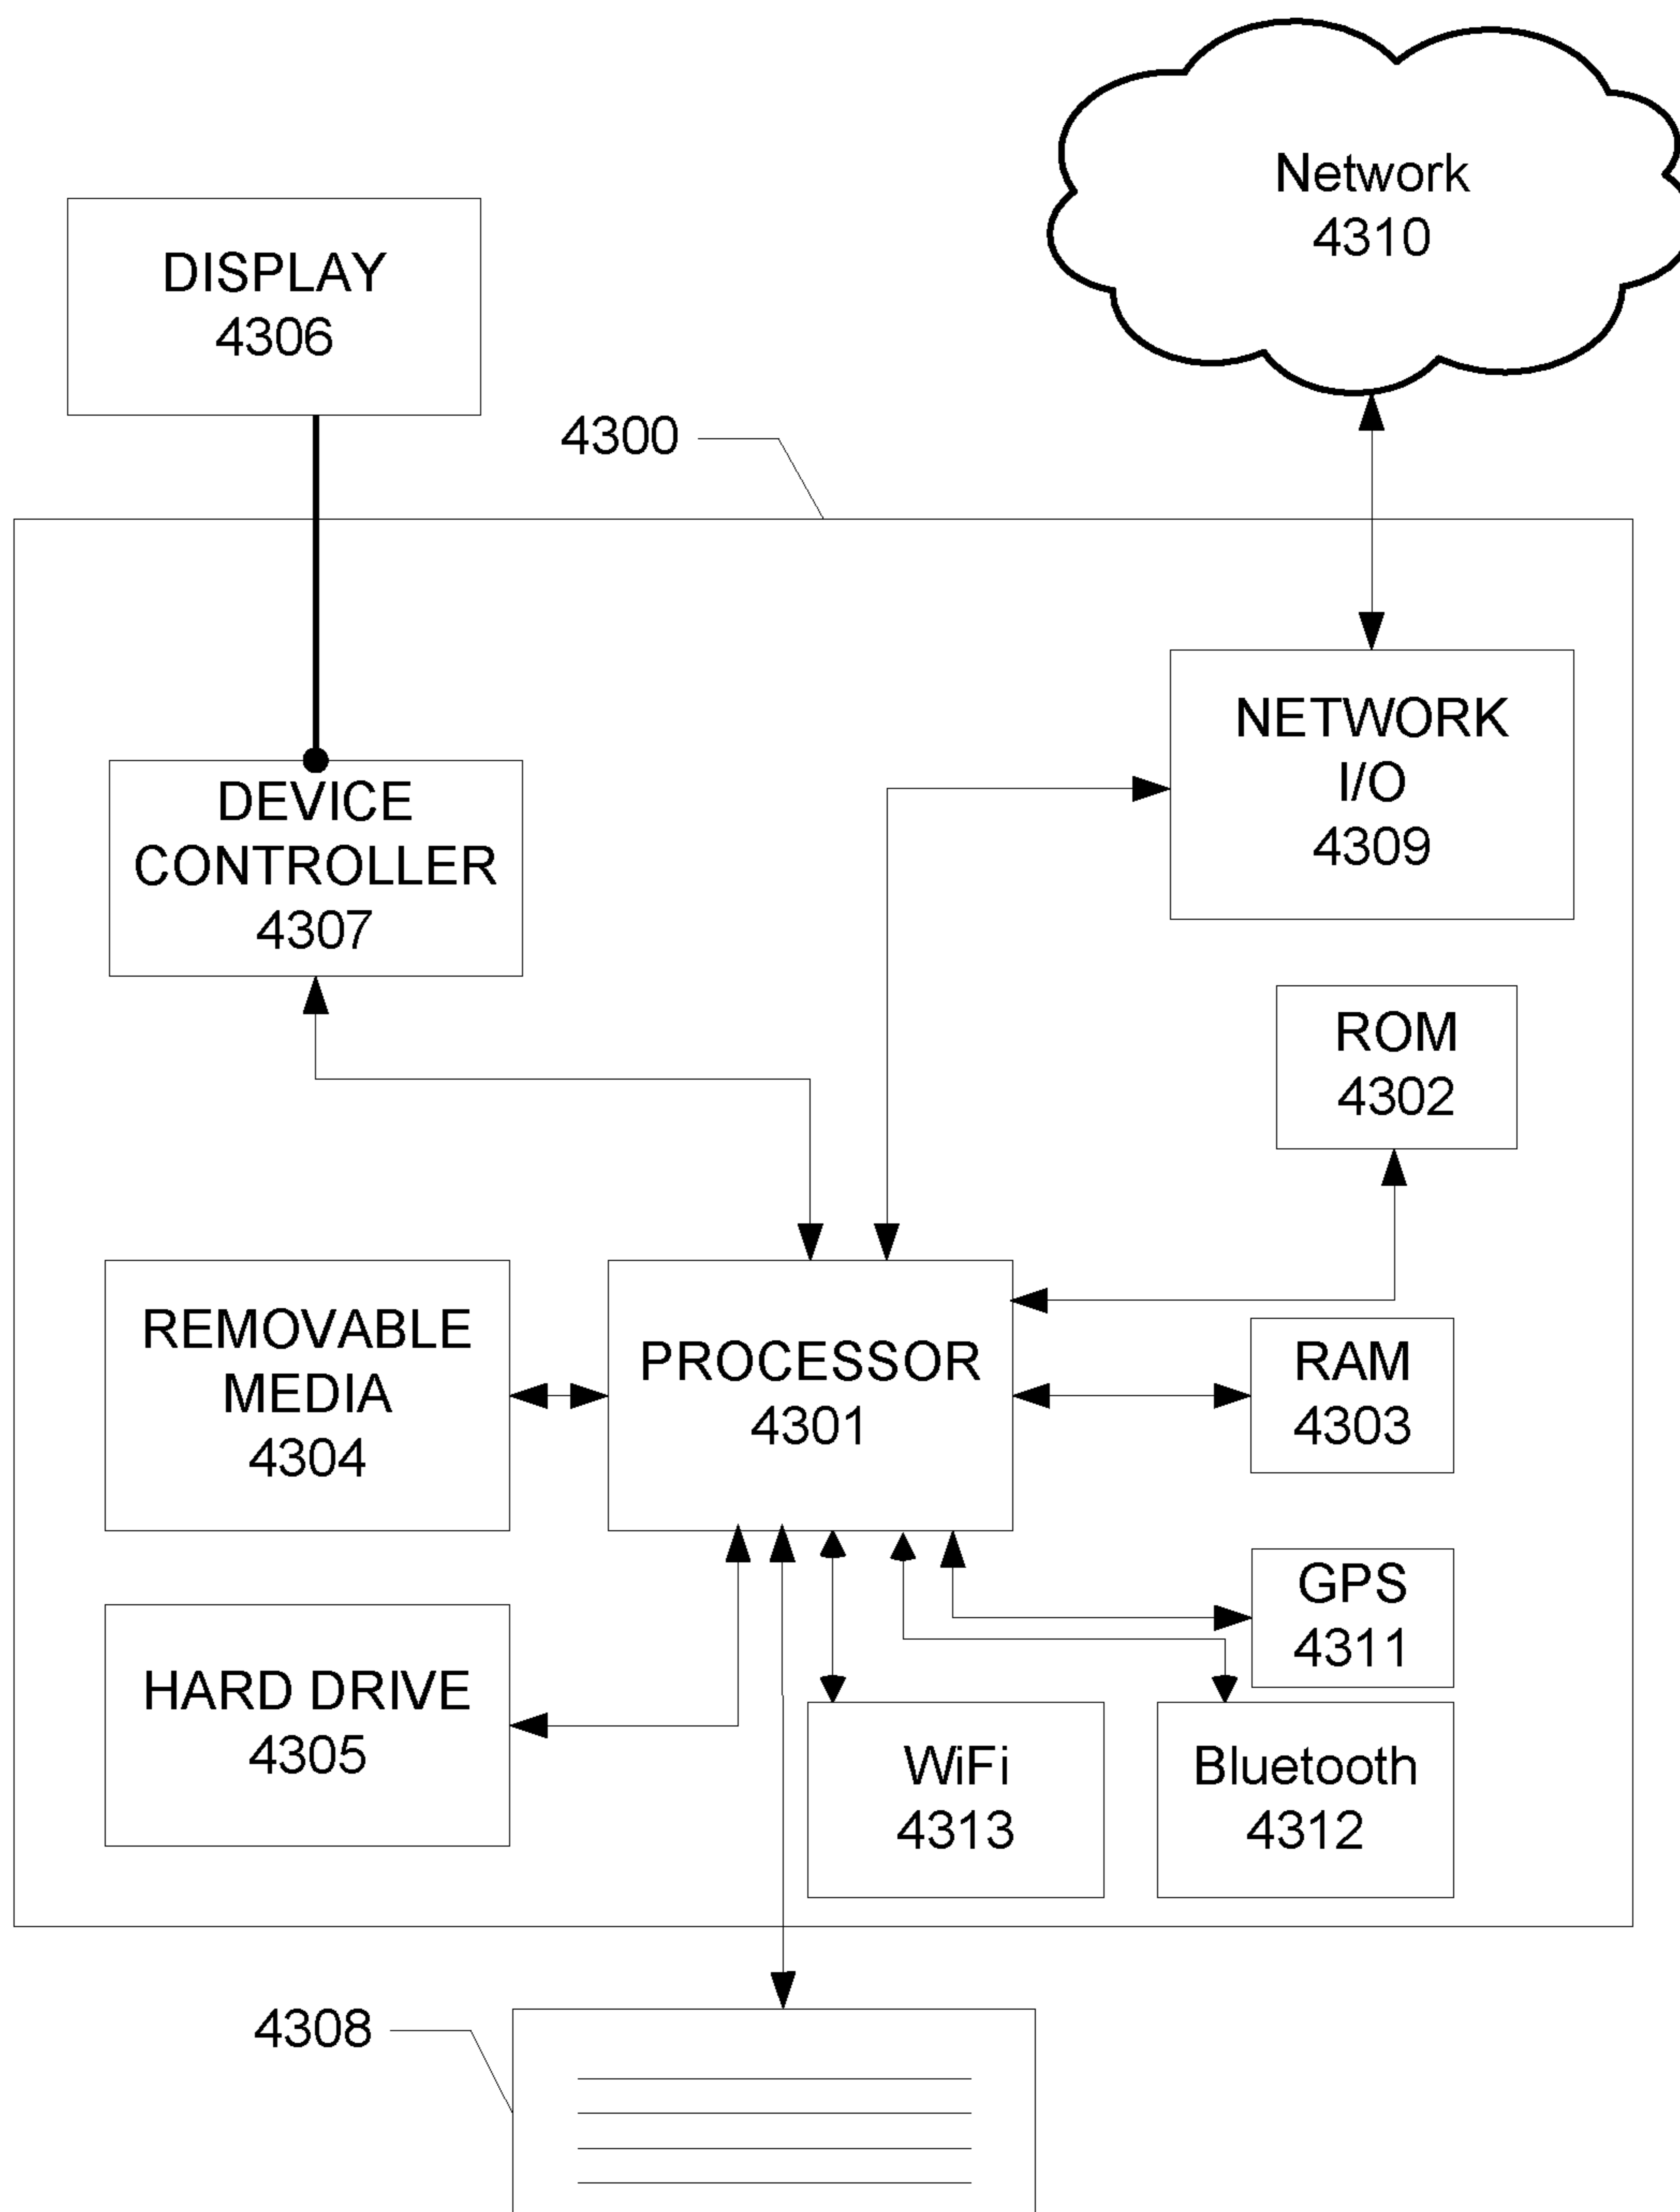 Network
4310
DISPLAY
4306
4300
NETWORK
I/O
4309
DEVICE
CONTROLLER
4307
ROM
4302
REMOVABLE
MEDIA
4304
PROCESSOR
4301
RAM
4303
GPS
4311
HARD DRIVE
4305
WiFi
4313
Bluetooth
4312
4308